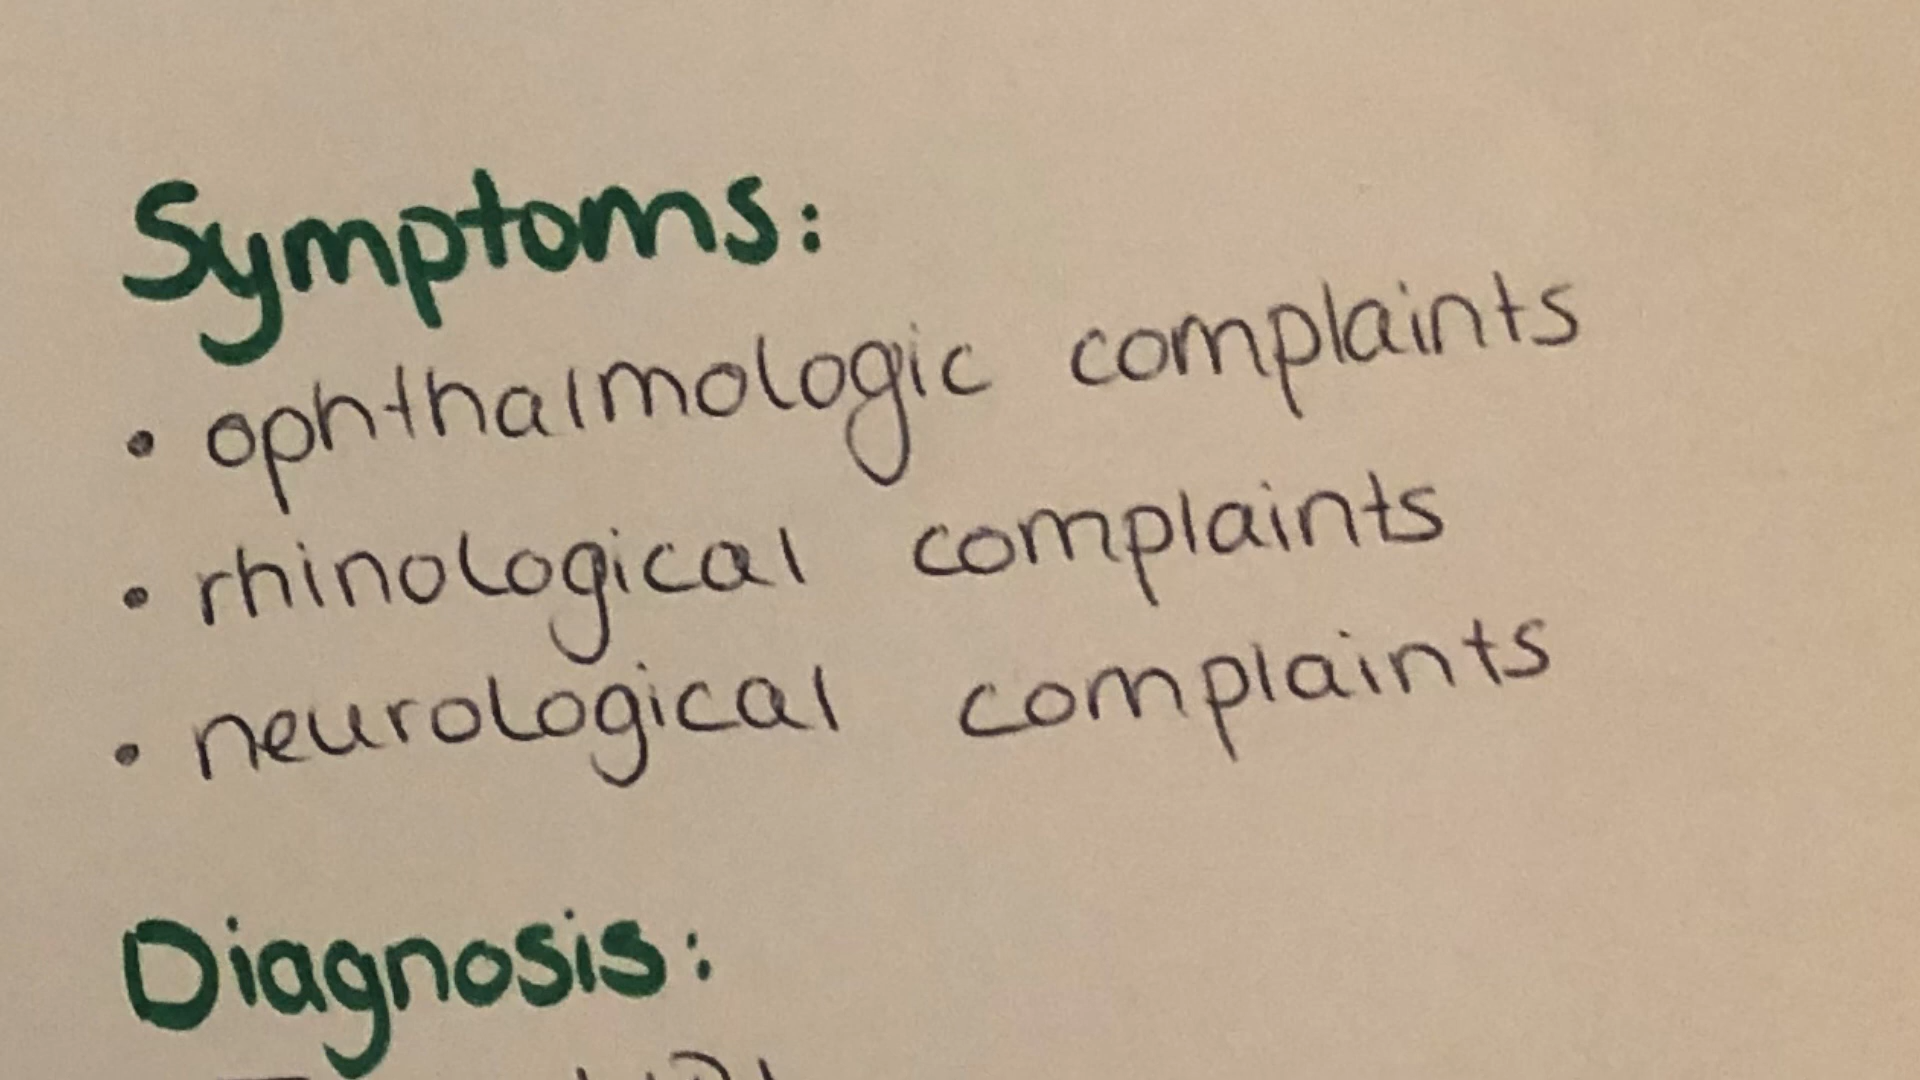 Symptoms:
• ophthalmologic complaints
• rhinological complaints
• neurological complaints
Diagnosis: